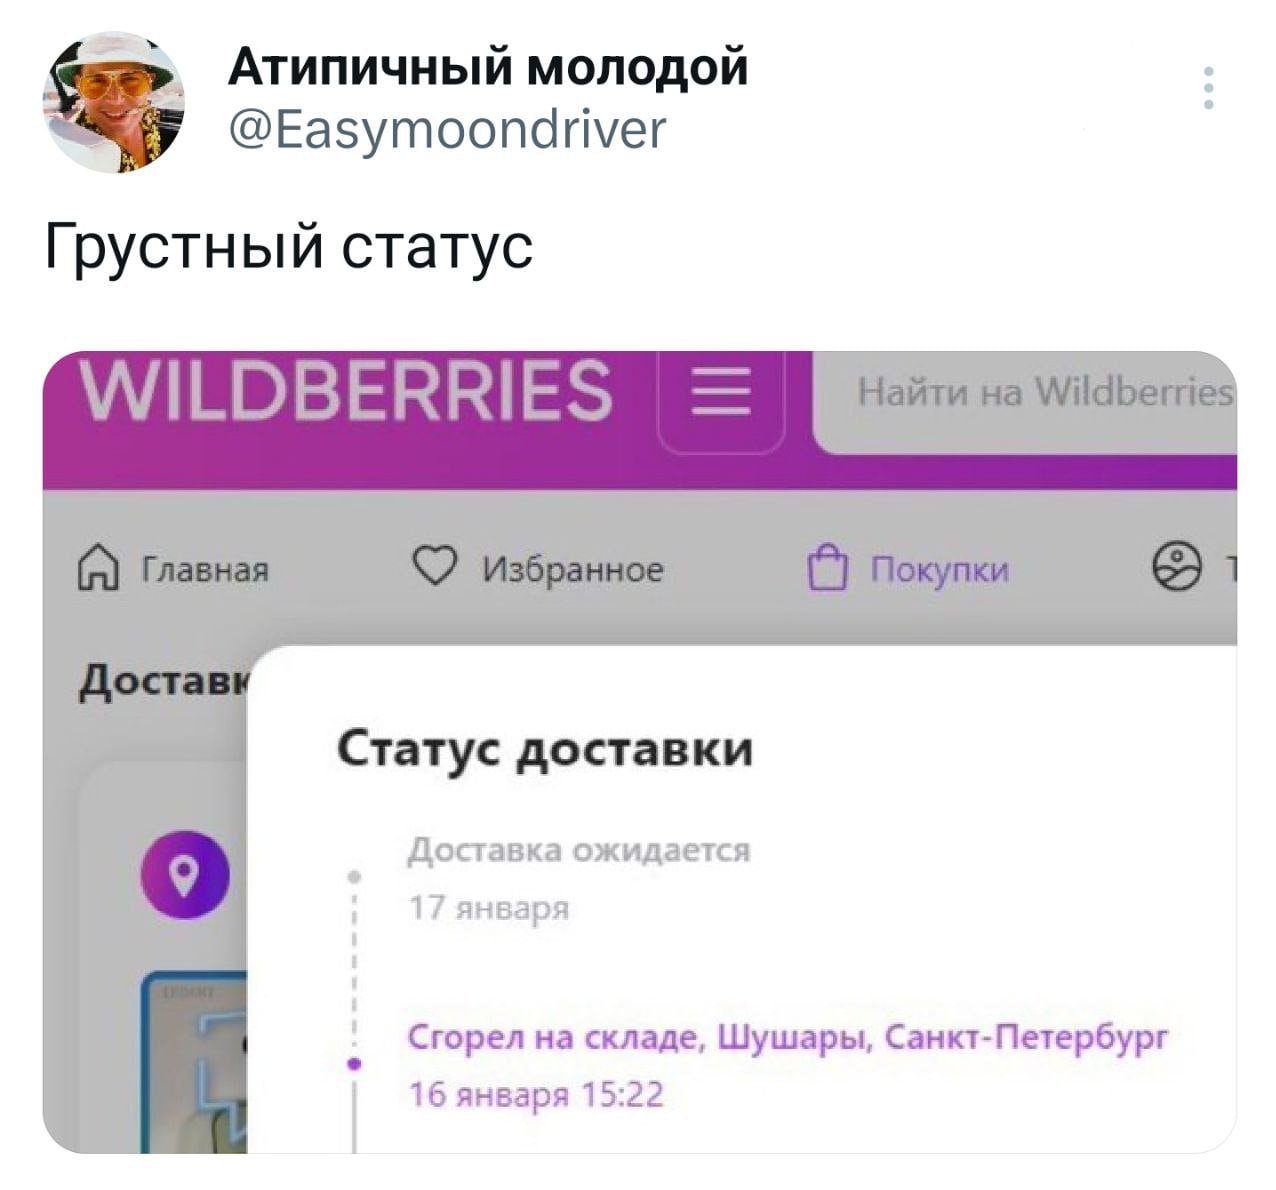 Атипичный молодой
@Easymoondriver
Грустный статус
WILDBERRIES
Найти на Wildberries
Главная
Избранное
Покупки
Достав
Статус доставки
Доставка ожидается
17 января
Сгорел на складе, Шушары, Санкт-Петербург
16 января 15:22